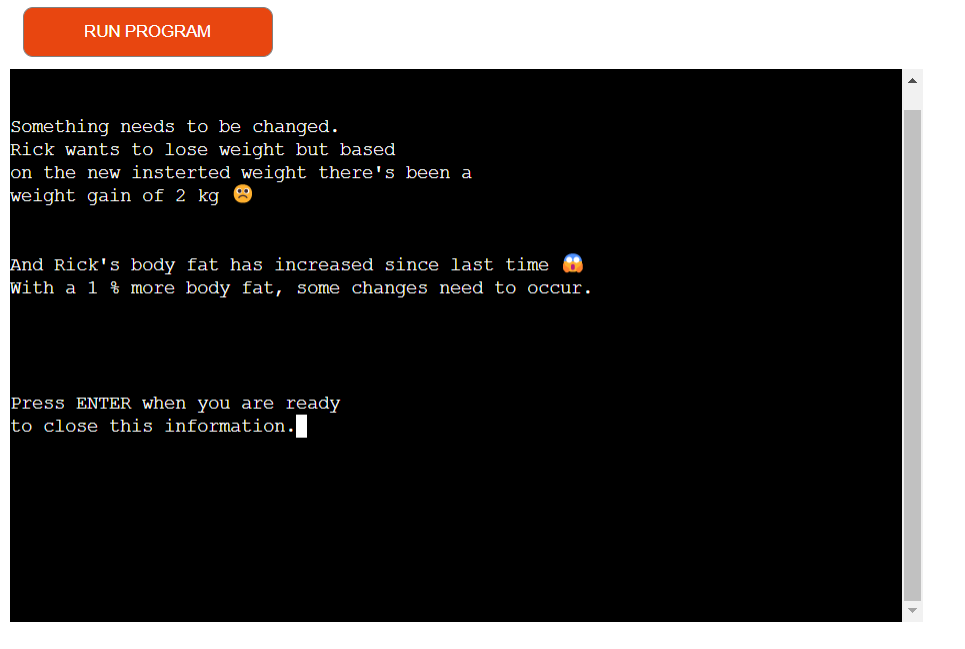 RUN PROGRAM
Something needs to be changed.
Rick wants to lose weight but based
on the new insterted weight there's been a
weight gain of 2 kg ☹️
And Rick's body fat has increased since last time 😱
With a 1 % more body fat, some changes need to occur.
Press ENTER when you are ready
to close this information.